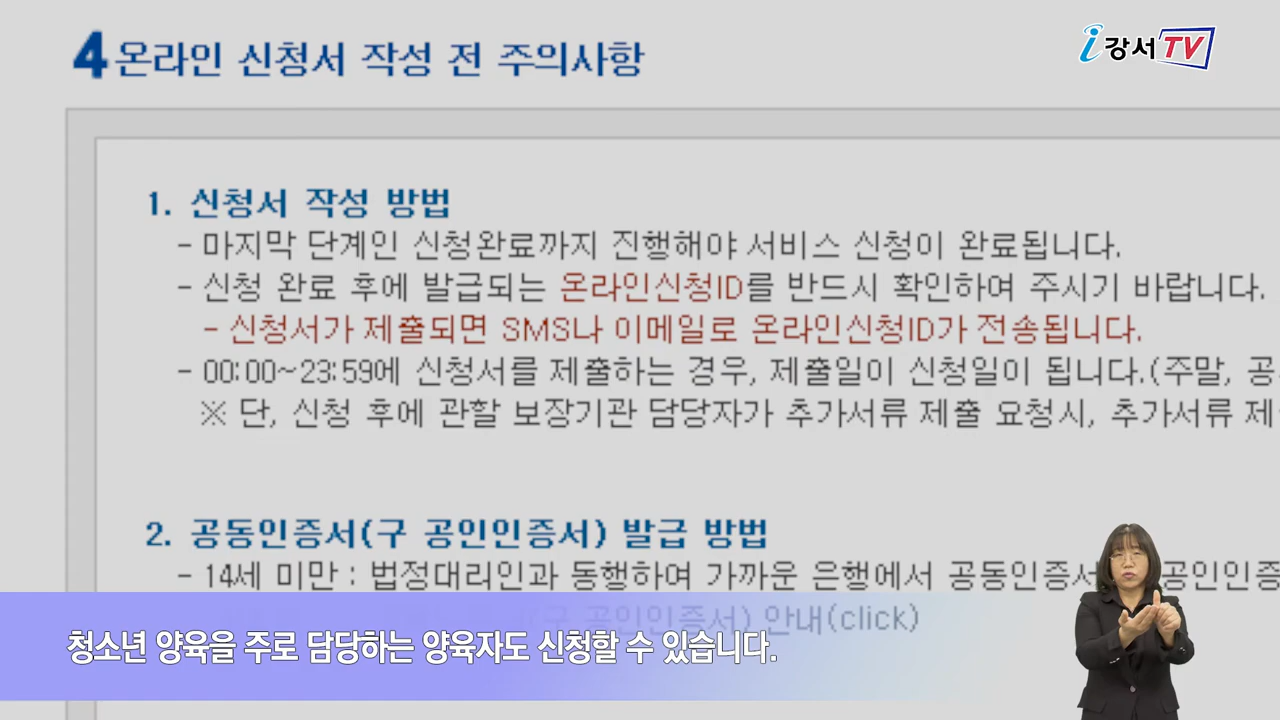 4 온라인 신청서 작성 전 주의사항
i강서TV
1. 신청서 작성 방법
- 마지막 단계인 신청완료까지 진행해야 서비스 신청이 완료됩니다.
- 신청 완료 후에 발급되는 온라인신청ID를 반드시 확인하여 주시기 바랍니다.
- 신청서가 제출되면 SMS나 이메일로 온라인신청ID가 전송됩니다.
- 00:00~23:59에 신청서를 제출하는 경우, 제출일이 신청일이 됩니다.(주말, 공
※ 단, 신청 후에 관할 보장기관 담당자가 추가서류 제출 요청시, 추가서류 제
2. 공동인증서(구 공인인증서) 발급 방법
- 14세 미만 : 법정대리인과 동행하여 가까운 은행에서 공동인증서 공인인증
(구 공인인증서) 안내(click)
청소년 양육을 주로 담당하는 양육자도 신청할 수 있습니다.